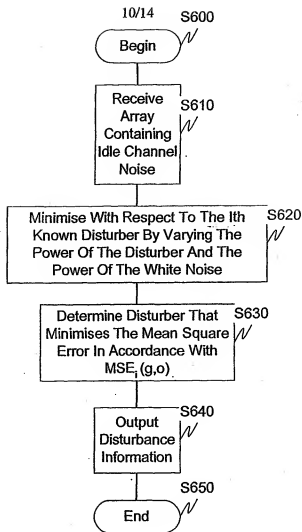 10/14
S600
Begin
S610
Receive
Array
Containing
Idle Channel
Noise
S620
Minimise With Respect To The Ith
Known Disturber By Varying The
Power Of The Disturber And The
Power Of The White Noise
S630
Determine Disturber That
Minimises The Mean Square
Error In Accordance With
MSEi (g,o)
S640
Output
Disturbance
Information
S650
End